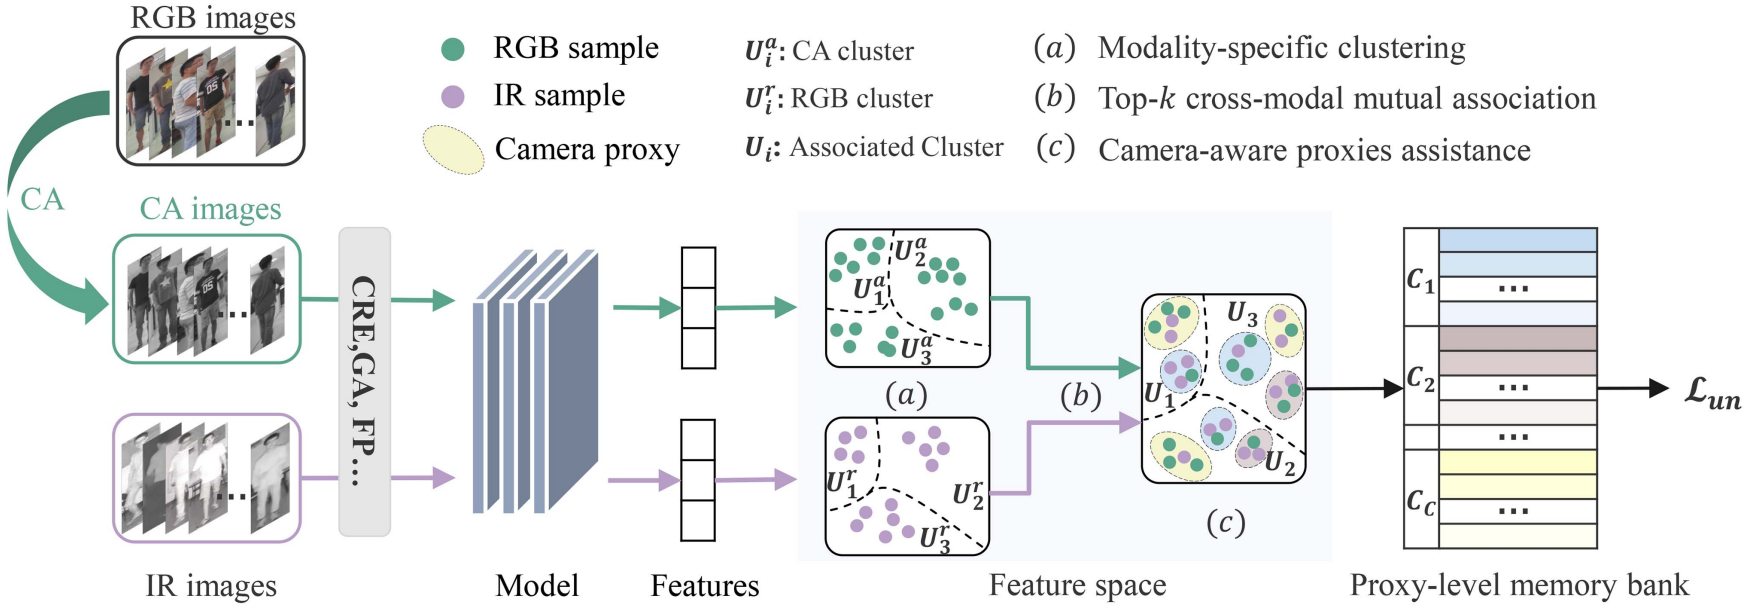 RGB images
RGB sample
IR sample
Camera proxy
U_i^a: CA cluster
U_i^r: RGB cluster
U_i: Associated Cluster
(a) Modality-specific clustering
(b) Top-k cross-modal mutual association
(c) Camera-aware proxies assistance
CA
CA images
CRE,GA, FP...
U_1^a
U_2^a
U_3^a
(a)
U_1^r
U_2^r
U_3^r
(b)
U_1
U_3
U_2
(c)
C_1
...
C_2
...
...
C_C
...
ℒ_un
IR images
Model
Features
Feature space
Proxy-level memory bank